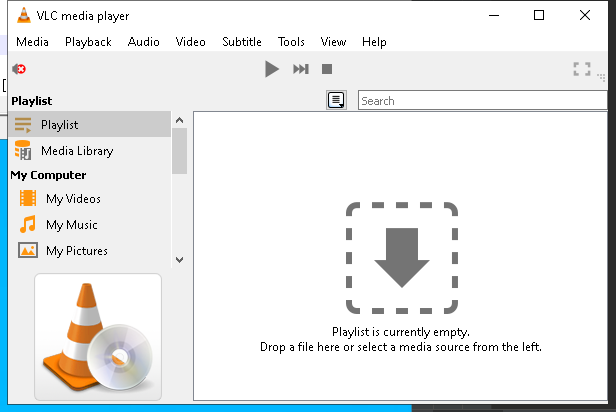 VLC media player
Media Playback Audio Video Subtitle Tools View Help
Playlist
Search
Playlist
Media Library
My Computer
My Videos
My Music
My Pictures
Playlist is currently empty.
Drop a file here or select a media source from the left.